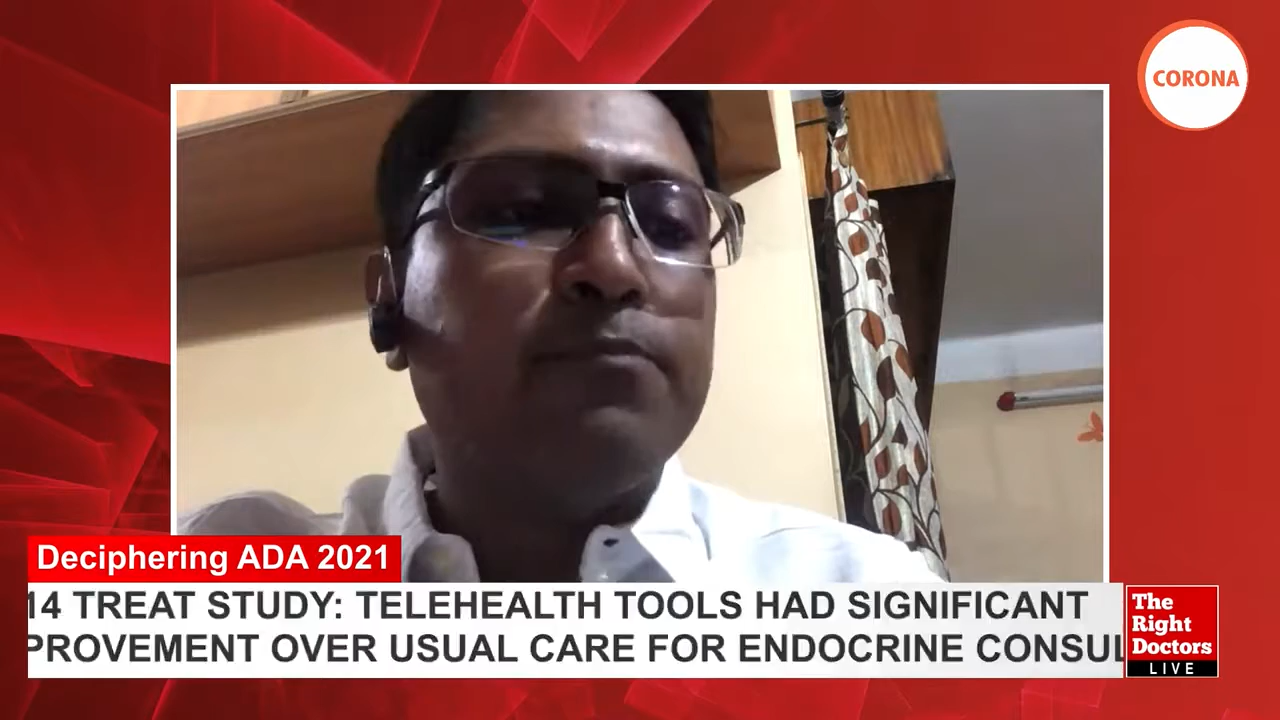 CORONA
Deciphering ADA 2021
14 TREAT STUDY: TELEHEALTH TOOLS HAD SIGNIFICANT
PROVEMENT OVER USUAL CARE FOR ENDOCRINE CONSUL
The
Right
Doctors
LIVE